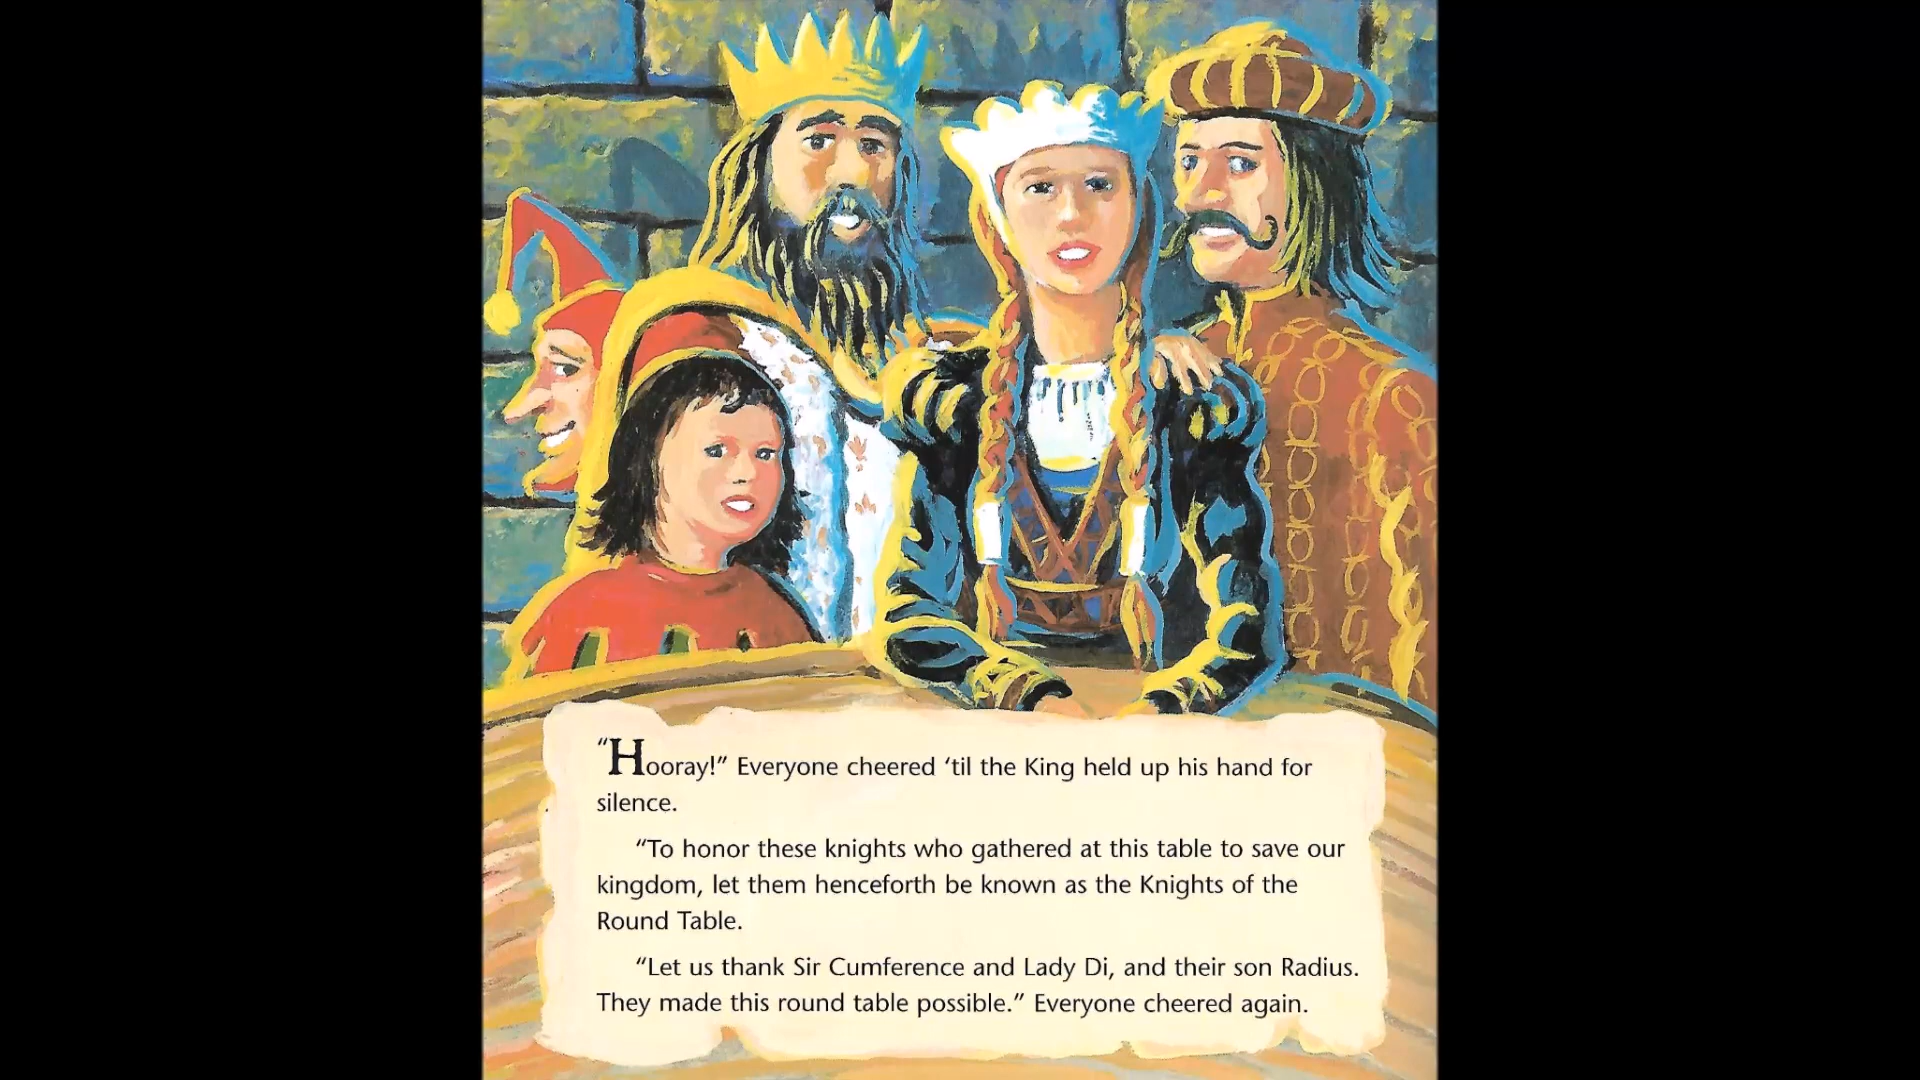 “Hooray!” Everyone cheered ‘til the King held up his hand for
silence.
“To honor these knights who gathered at this table to save our
kingdom, let them henceforth be known as the Knights of the
Round Table.
“Let us thank Sir Cumference and Lady Di, and their son Radius.
They made this round table possible.” Everyone cheered again.